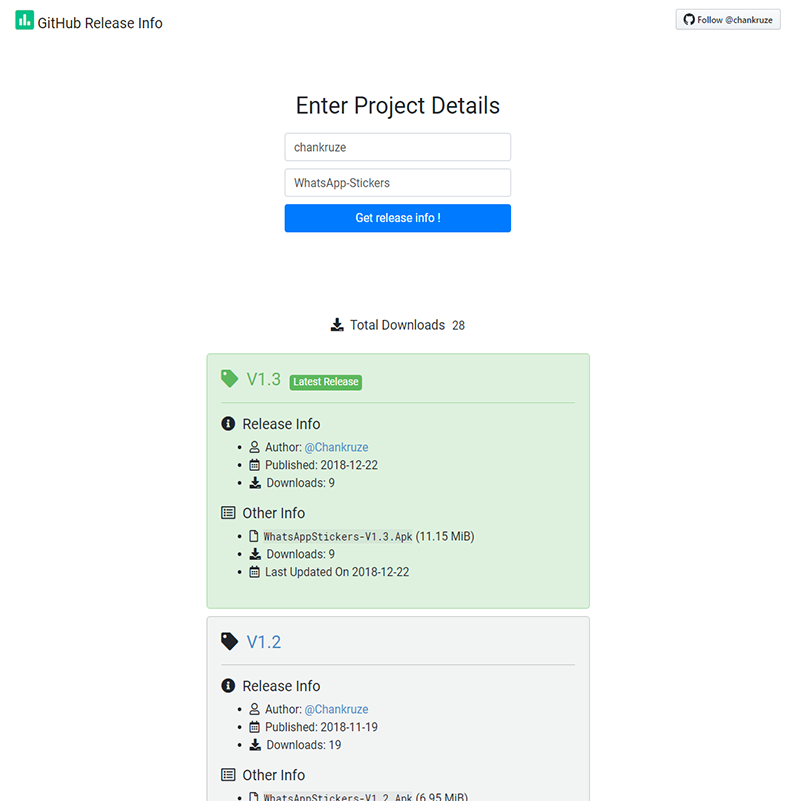 GitHub Release Info
Follow @chankruze
Enter Project Details
chankruze
WhatsApp-Stickers
Get release info !
Total Downloads 28
V1.3 Latest Release
Release Info
Author: @Chankruze
Published: 2018-12-22
Downloads: 9
Other Info
WhatsAppStickers-V1.3.Apk (11.15 MiB)
Downloads: 9
Last Updated On 2018-12-22
V1.2
Release Info
Author: @Chankruze
Published: 2018-11-19
Downloads: 19
Other Info
WhatsAppStickers-V1.2.Apk (6.95 MiB)